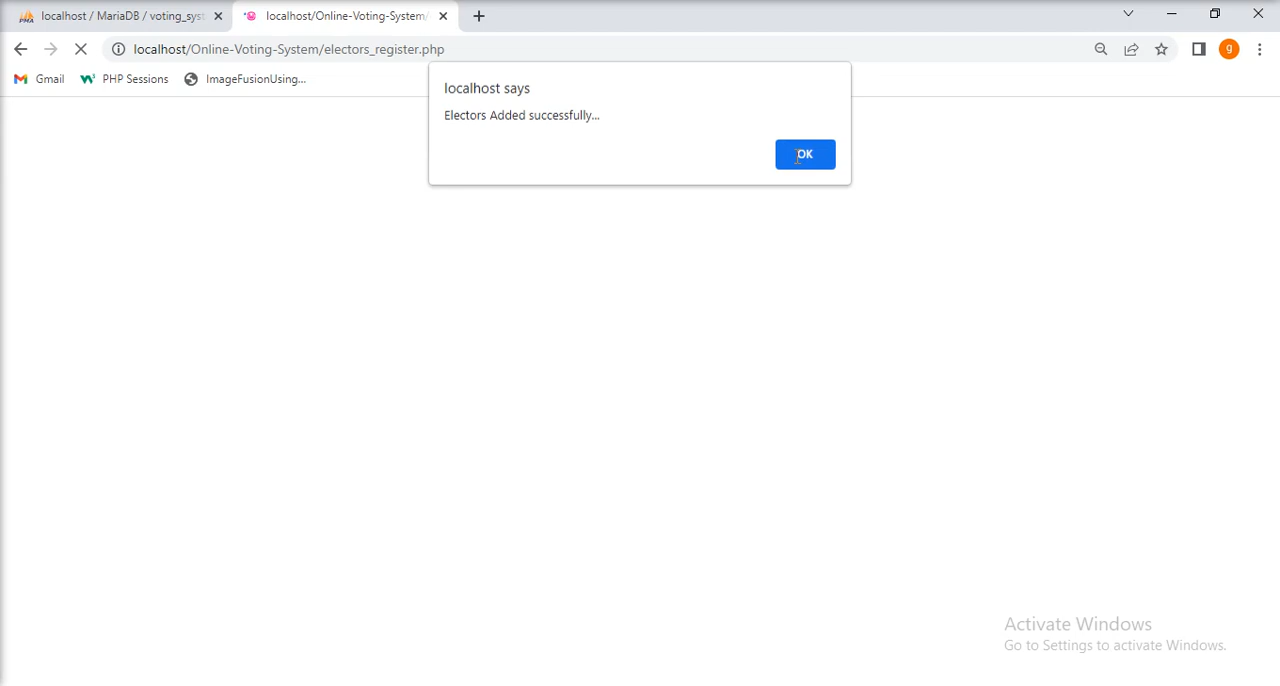 localhost / MariaDB / voting_syst
localhost/Online-Voting-System/
localhost/Online-Voting-System/electors_register.php
g
Gmail
PHP Sessions
ImageFusionUsing...
localhost says
Electors Added successfully...
OK
Activate Windows
Go to Settings to activate Windows.